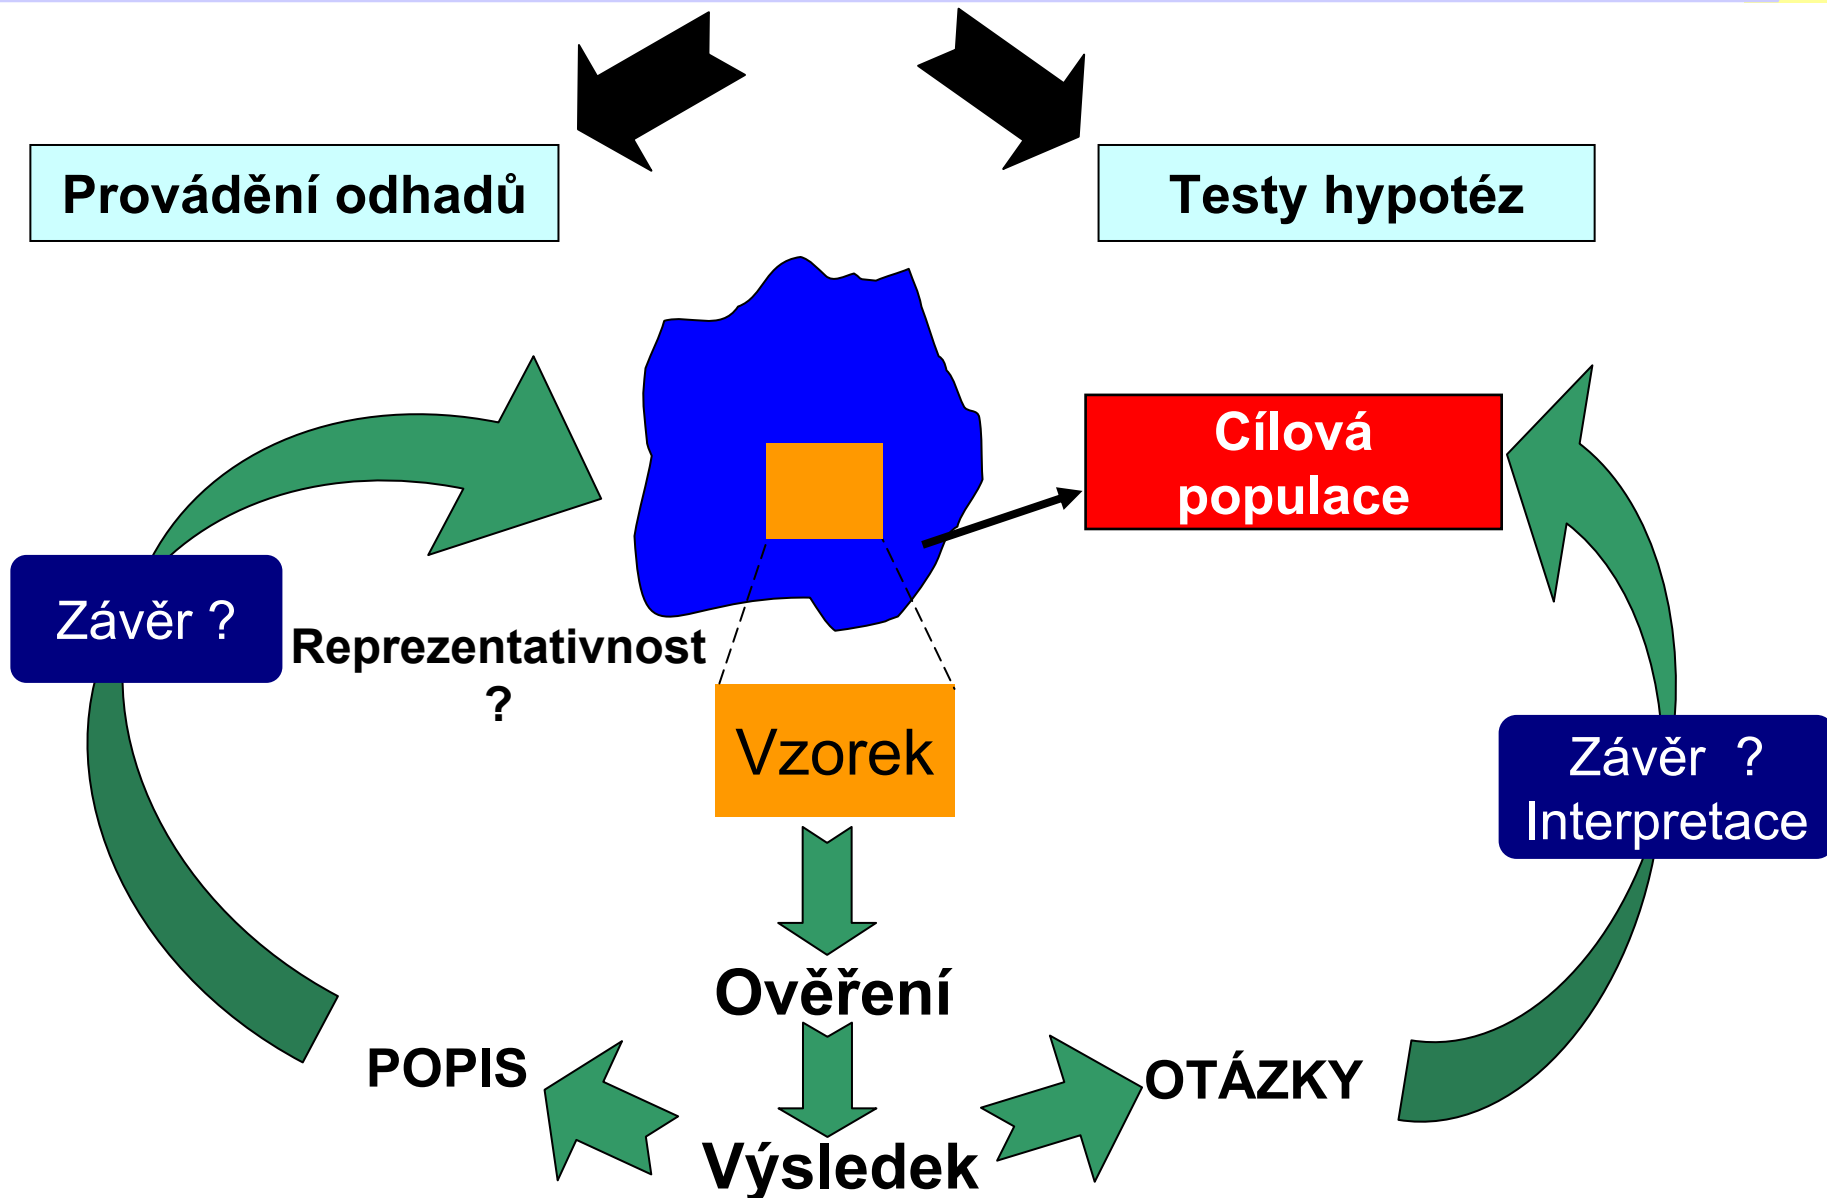 Provádění odhadů
Testy hypotéz
Cílová
populace
Závěr ?
Reprezentativnost
?
Vzorek
Závěr  ?
Interpretace
Ověření
POPIS
OTÁZKY
Výsledek